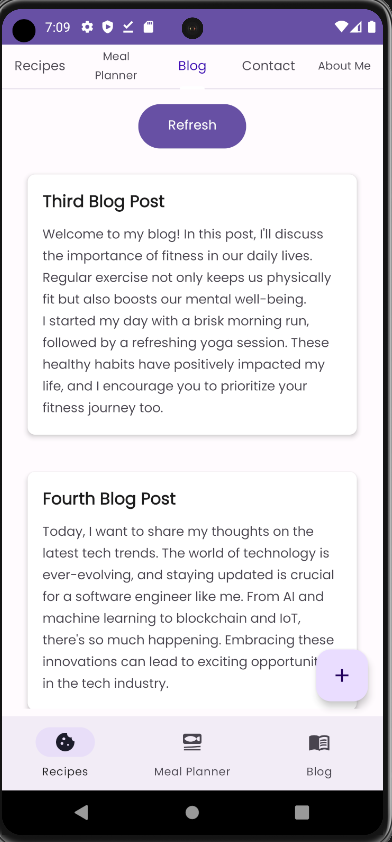 7:09
Recipes
Meal
Planner
Blog
Contact
About Me
Refresh
Third Blog Post
Welcome to my blog! In this post, I'll discuss
the importance of fitness in our daily lives.
Regular exercise not only keeps us physically
fit but also boosts our mental well-being.
I started my day with a brisk morning run,
followed by a refreshing yoga session. These
healthy habits have positively impacted my
life, and I encourage you to prioritize your
fitness journey too.
Fourth Blog Post
Today, I want to share my thoughts on the
latest tech trends. The world of technology is
ever-evolving, and staying updated is crucial
for a software engineer like me. From AI and
machine learning to blockchain and IoT,
there's so much happening. Embracing these
innovations can lead to exciting opportunit
in the tech industry.
+
Recipes
Meal Planner
Blog